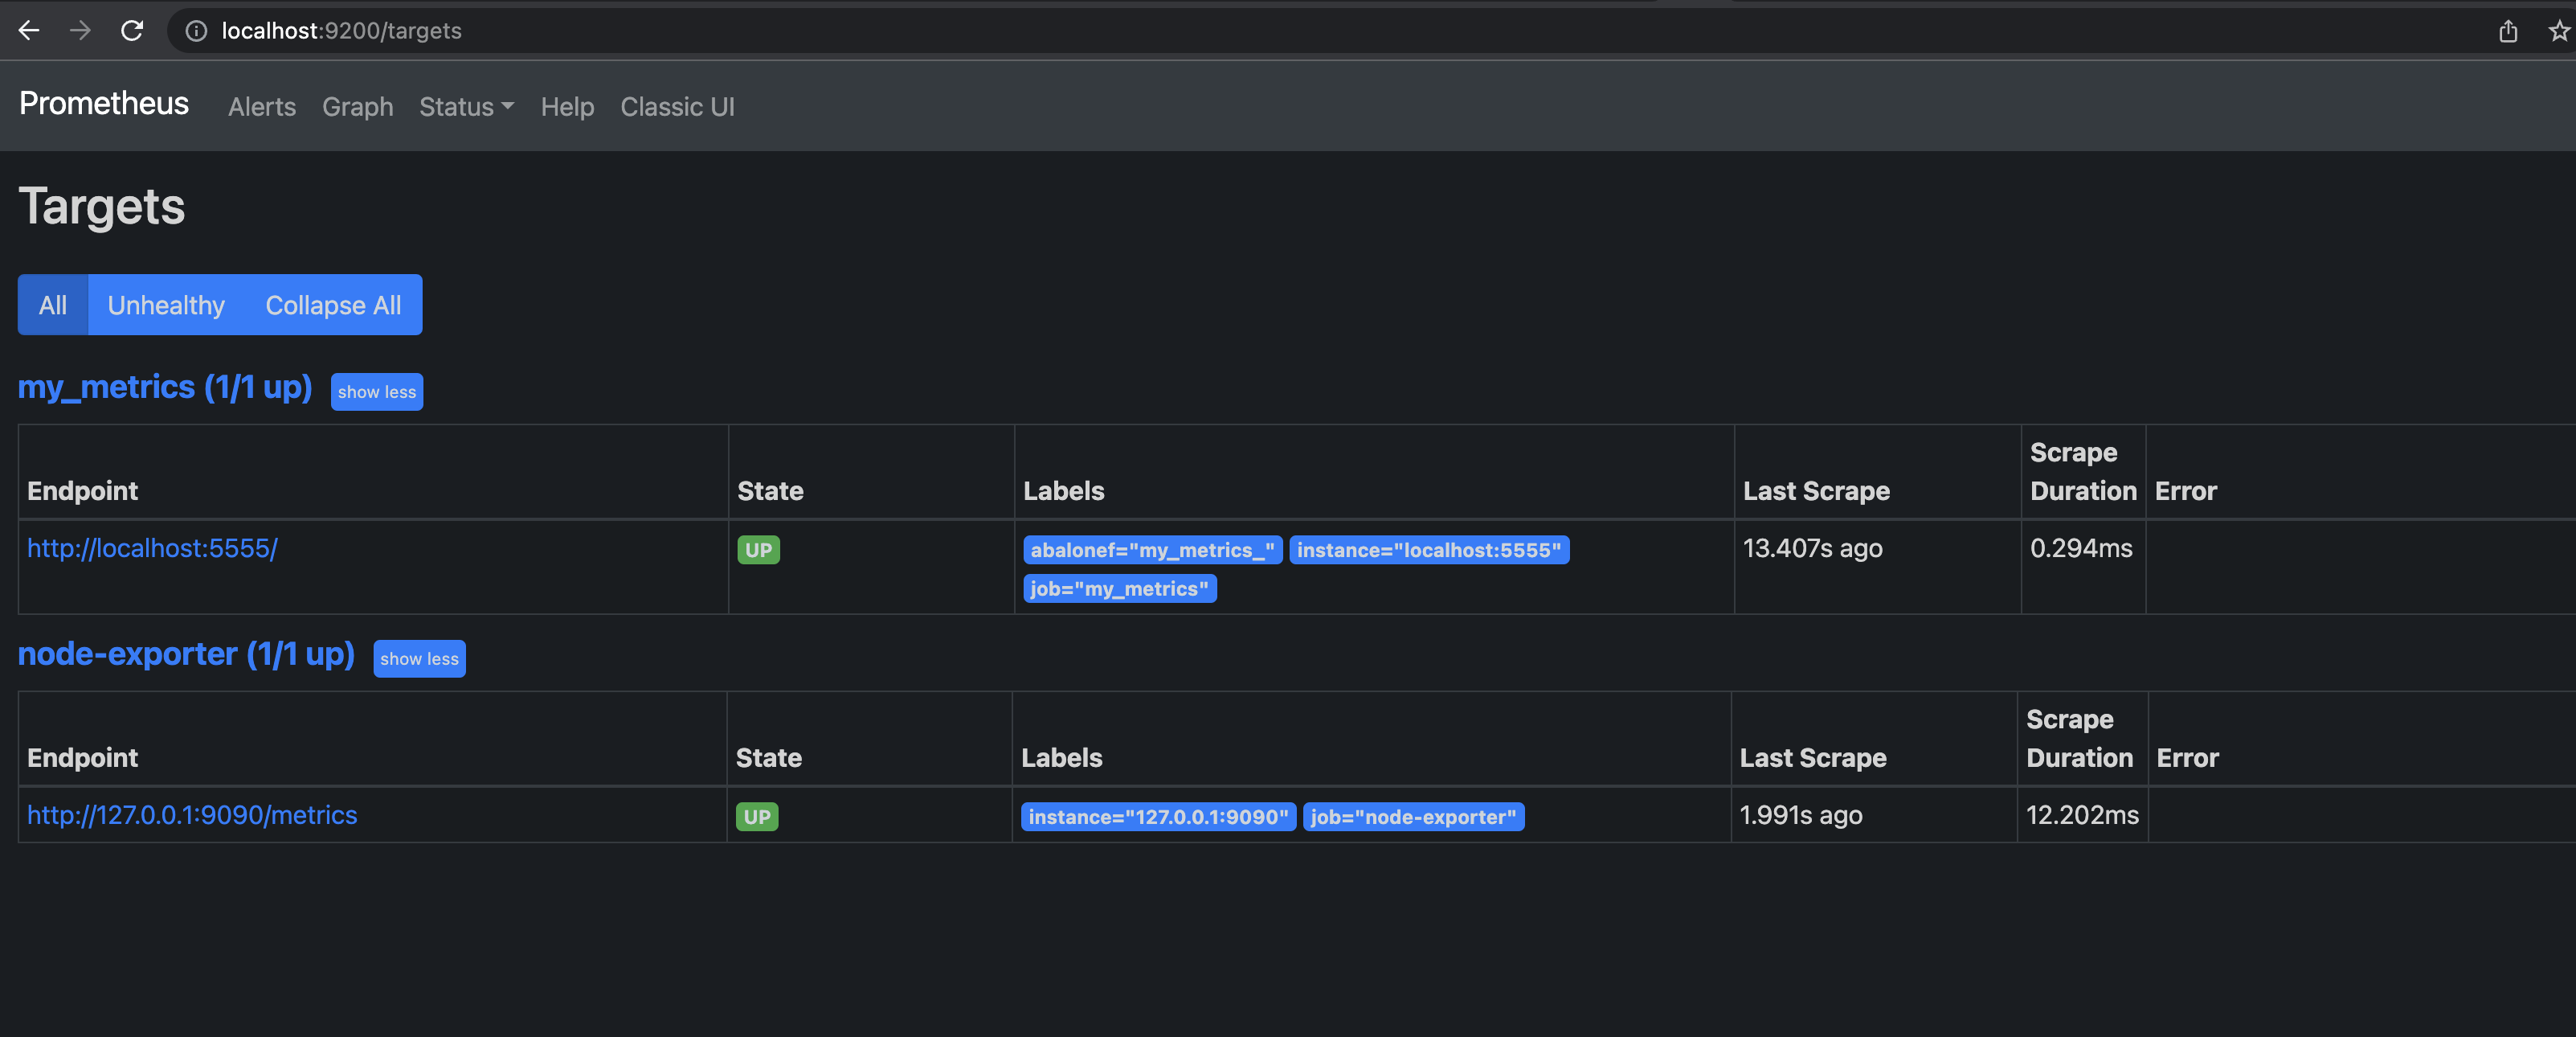 localhost:9200/targets
Prometheus Alerts Graph Status Help Classic UI
Targets
All Unhealthy Collapse All
my_metrics (1/1 up) show less
Endpoint State Labels Last Scrape Scrape Duration Error
http://localhost:5555/ UP abalonef="my_metrics_" instance="localhost:5555" 13.407s ago 0.294ms
job="my_metrics"
node-exporter (1/1 up) show less
Endpoint State Labels Last Scrape Scrape Duration Error
http://127.0.0.1:9090/metrics UP instance="127.0.0.1:9090" job="node-exporter" 1.991s ago 12.202ms